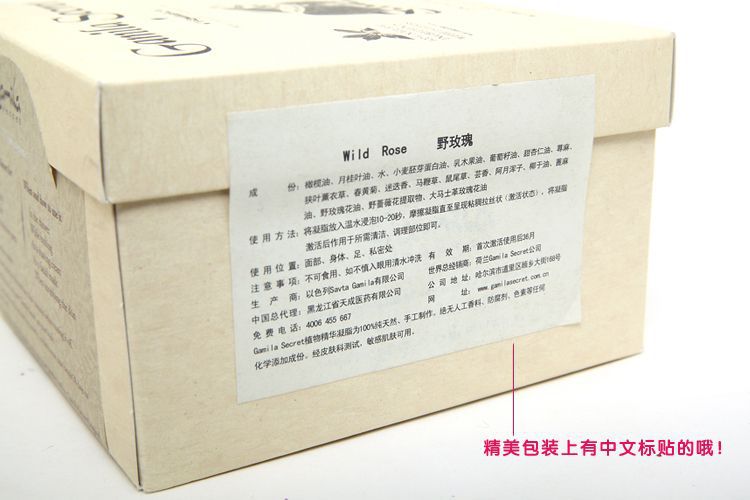 Gamila Secret
Wild Rose 野玫瑰
成 份：橄榄油、月桂叶油、水、小麦胚芽蛋白油、乳木果油、葡萄籽油、甜杏仁油、荨麻、
狭叶薰衣草、春黄菊、迷迭香、马鞭草、鼠尾草、芸香、阿月浑子、椰子油、蔷薇
油、野玫瑰花油、野蔷薇花提取物、大马士革玫瑰花油
使用方法：将凝脂放入温水浸泡10-20秒，摩擦凝脂直至呈现粘稠拉丝状（激活状态），将凝脂
激活后作用于所需清洁、调理部位即可。
使用位置：面部、身体、足、私密处
有 效 期：首次激活使用后36月
注意事项：不可食用、如不慎入眼用清水冲洗
世界总经销商：荷兰Gamila Secret公司
生 产 商：以色列Savta Gamila有限公司
公司地址：哈尔滨市道里区抚乡大街168号
中国总代理：黑龙江省天成医药有限公司
网 址：www.gamilasecret.com.cn
免费电话：4006 455 667
Gamila Secret植物精华凝脂为100%纯天然、手工制作。绝无人工香料、防腐剂、色素等任何
化学添加成份。经皮肤科测试，敏感肌肤可用。
精美包装上有中文标贴的哦！